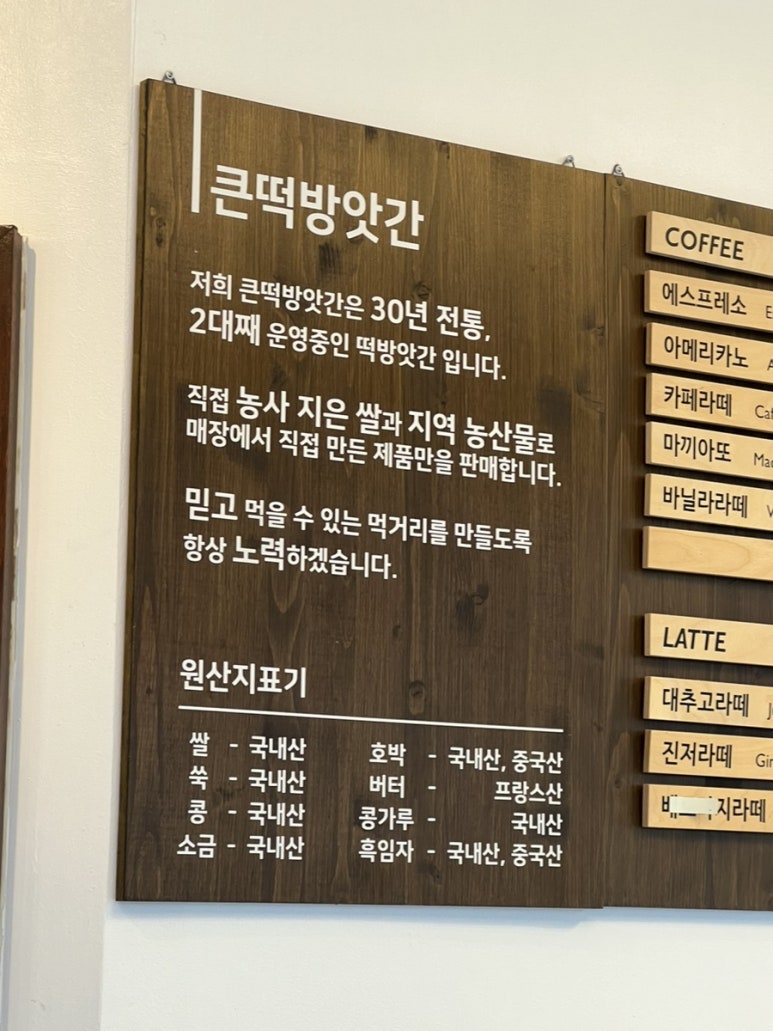 큰떡방앗간
저희 큰떡방앗간은 30년 전통,
2대째 운영중인 떡방앗간 입니다.
직접 농사 지은 쌀과 지역 농산물로
매장에서 직접 만든 제품만을 판매합니다.
믿고 먹을 수 있는 먹거리를 만들도록
항상 노력하겠습니다.
원산지표기
쌀 - 국내산
쑥 - 국내산
콩 - 국내산
소금 - 국내산
호박 - 국내산, 중국산
버터 - 프랑스산
콩가루 - 국내산
흑임자 - 국내산, 중국산
COFFEE
에스프레소
아메리카노
카페라떼
마끼아또
바닐라라떼
LATTE
대추고라떼
진저라떼